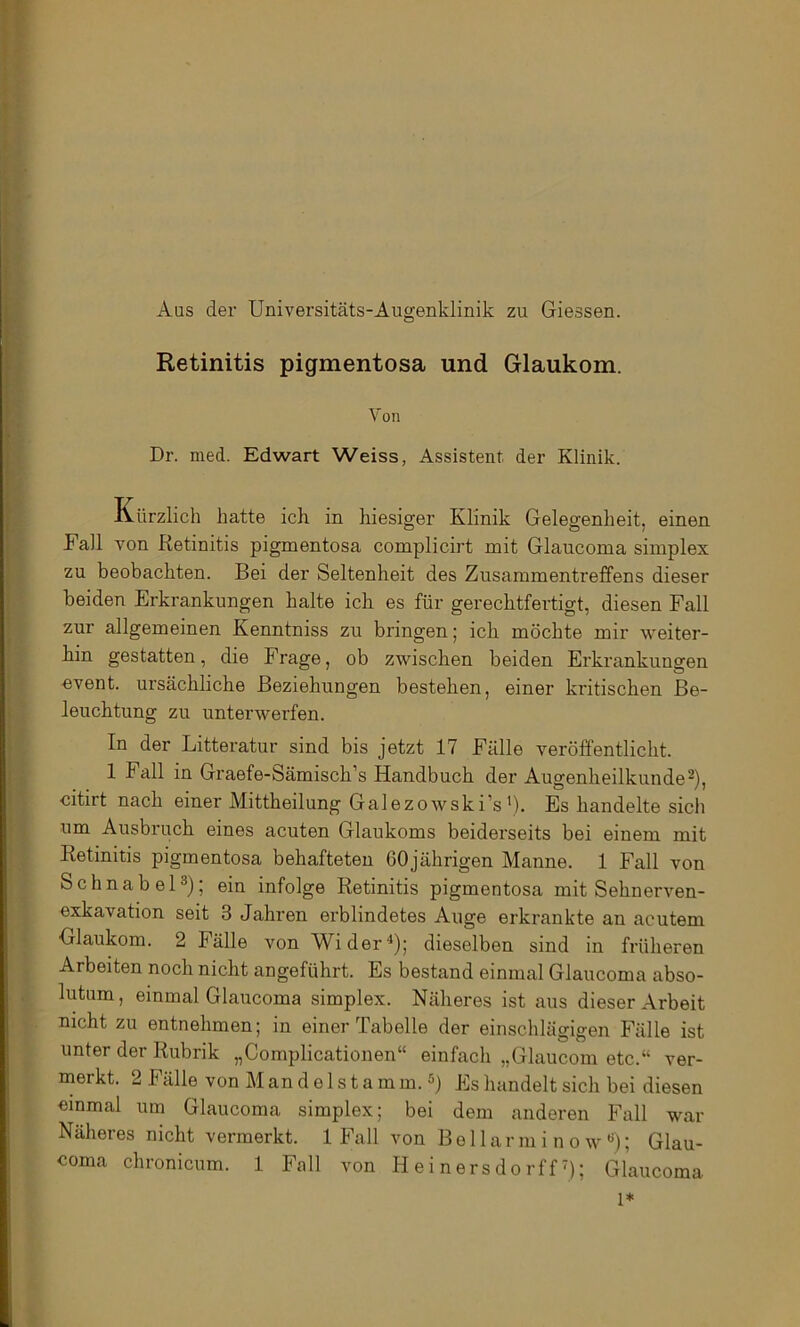 Aus der Universitäts-Augenklinik zu Giessen.
Retinitis pigmentosa und Glaukom.
Von
Dr. med. Edwart Weiss, Assistent der Klinik.
Kürzlich hatte ich in hiesiger Klinik Gelegenheit, einen
Fall von Retinitis pigmentosa complicirt mit Glaucoma simplex
zu beobachten. Bei der Seltenheit des Zusammentreffens dieser
beiden Erkrankungen halte ich es für gerechtfertigt, diesen Fall
zur allgemeinen Kenntniss zu bringen; ich möchte mir weiter-
hin gestatten, die Frage, ob zwischen beiden Erkrankungen
event. ursächliche Beziehungen bestehen, einer kritischen Be-
leuchtung zu unterwerfen.
In der Litteratur sind bis jetzt 17 Fälle veröffentlicht.
1 Fall in Graefe-Sämisch's Handbuch der Augenheilkunde²),
citirt nach einer Mittheilung Galezowski's¹). Es handelte sich
um Ausbruch eines acuten Glaukoms beiderseits bei einem mit
Retinitis pigmentosa behafteten 60jährigen Manne. 1 Fall von
Schnabel³); ein infolge Retinitis pigmentosa mit Sehnerven-
exkavation seit 3 Jahren erblindetes Auge erkrankte an acutem
Glaukom. 2 Fälle von Wider⁴); dieselben sind in früheren
Arbeiten noch nicht angeführt. Es bestand einmal Glaucoma abso-
lutum, einmal Glaucoma simplex. Näheres ist aus dieser Arbeit
nicht zu entnehmen; in einer Tabelle der einschlägigen Fälle ist
unter der Rubrik „Complicationen“ einfach „Glaucom etc.“ ver-
merkt. 2 Fälle von Mandelstamm.⁵) Es handelt sich bei diesen
einmal um Glaucoma simplex; bei dem anderen Fall war
Näheres nicht vermerkt. 1 Fall von Bellarminow⁶); Glau-
coma chronicum. 1 Fall von Heinersdorff⁷); Glaucoma
1*